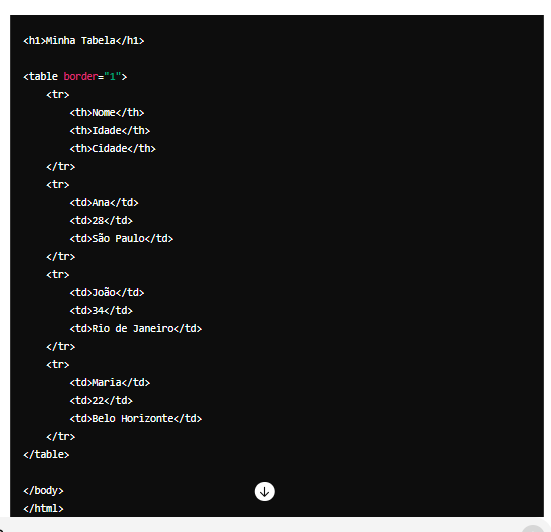 <h1>Minha Tabela</h1>
<table border="1">
<tr>
<th>Nome</th>
<th>Idade</th>
<th>Cidade</th>
</tr>
<tr>
<td>Ana</td>
<td>28</td>
<td>São Paulo</td>
</tr>
<tr>
<td>João</td>
<td>34</td>
<td>Rio de Janeiro</td>
</tr>
<tr>
<td>Maria</td>
<td>22</td>
<td>Belo Horizonte</td>
</tr>
</table>
</body>
</html>